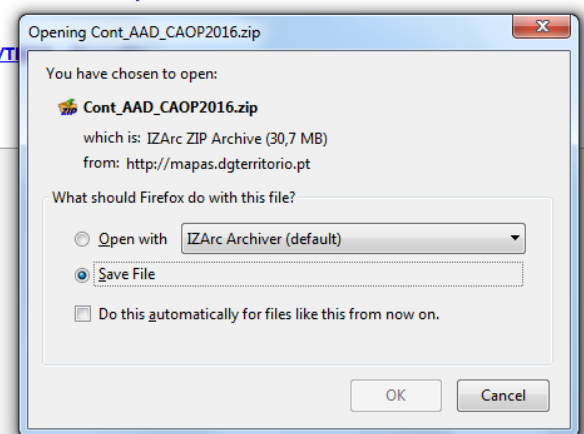 Opening Cont_AAD_CAOP2016.zip
You have chosen to open:
Cont_AAD_CAOP2016.zip
which is: IZArc ZIP Archive (30,7 MB)
from: http://mapas.dgterritorio.pt
What should Firefox do with this file?
Open with IZArc Archiver (default)
Save File
Do this automatically for files like this from now on.
OK Cancel